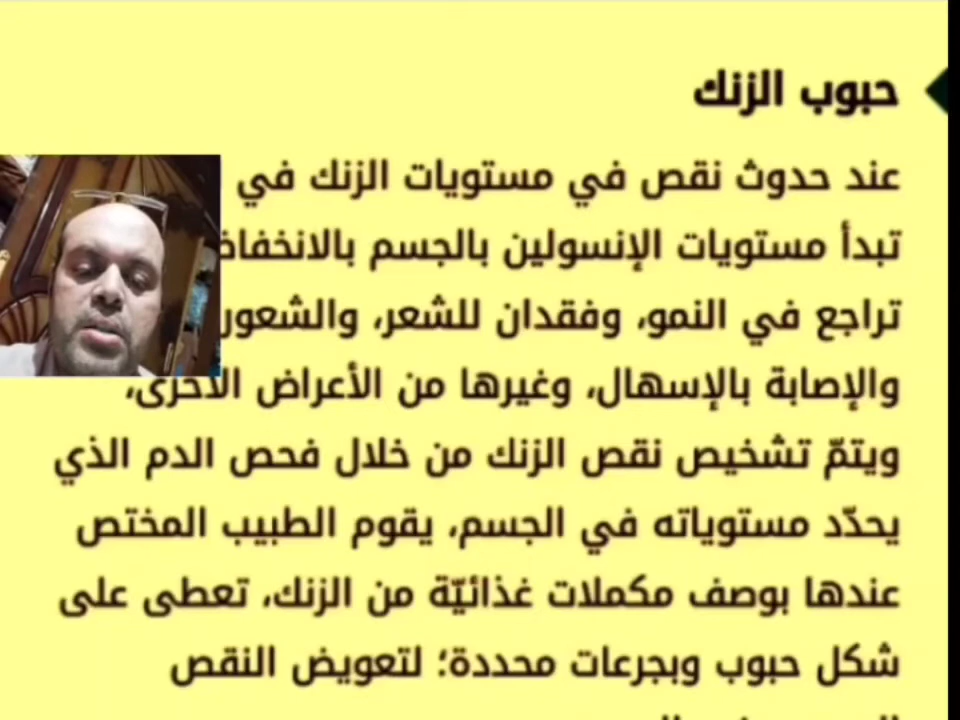 حبوب الزنك
عند حدوث نقص في مستويات الزنك في
تبدأ مستويات الإنسولين بالجسم
تراجع في النمو، وفقدان للشعر، والشعور
والإصابة بالإسهال، وغيرها من الأعراض الأخرى،
ويتمّ تشخيص نقص الزنك من خلال فحص الدم الذي
يحدّد مستوياته في الجسم، يقوم الطبيب المختص
عندها بوصف مكملات غذائيّة من الزنك، تعطى على
شكل حبوب وبجرعات محددة؛ لتعويض النقص